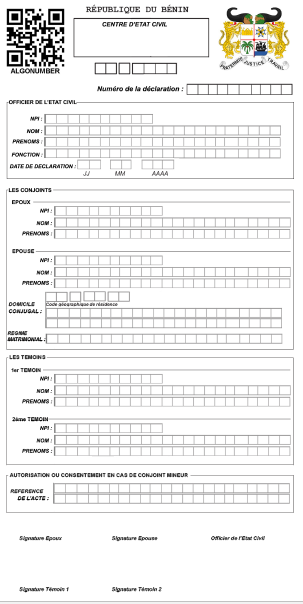 RÉPUBLIQUE DU BÉNIN
CENTRE D'ETAT CIVIL
ALGONUMBER
FRATERNITÉ JUSTICE TRAVAIL
Numéro de la déclaration :
OFFICIER DE L'ETAT CIVIL
NPI :
NOM :
PRENOMS :
FONCTION :
DATE DE DECLARATION :
JJ MM AAAA
LES CONJOINTS
EPOUX
NPI :
NOM :
PRENOMS :
EPOUSE
NPI :
NOM :
PRENOMS :
DOMICILE CONJUGAL :
Code géographique de résidence
REGIME MATRIMONIAL :
LES TEMOINS
1er TEMOIN
NPI :
NOM :
PRENOMS :
2ème TEMOIN
NPI :
NOM :
PRENOMS :
AUTORISATION OU CONSENTEMENT EN CAS DE CONJOINT MINEUR
REFERENCE
DE L'ACTE :
Signature Epoux Signature Epouse Officier de l'Etat Civil
Signature Témoin 1 Signature Témoin 2